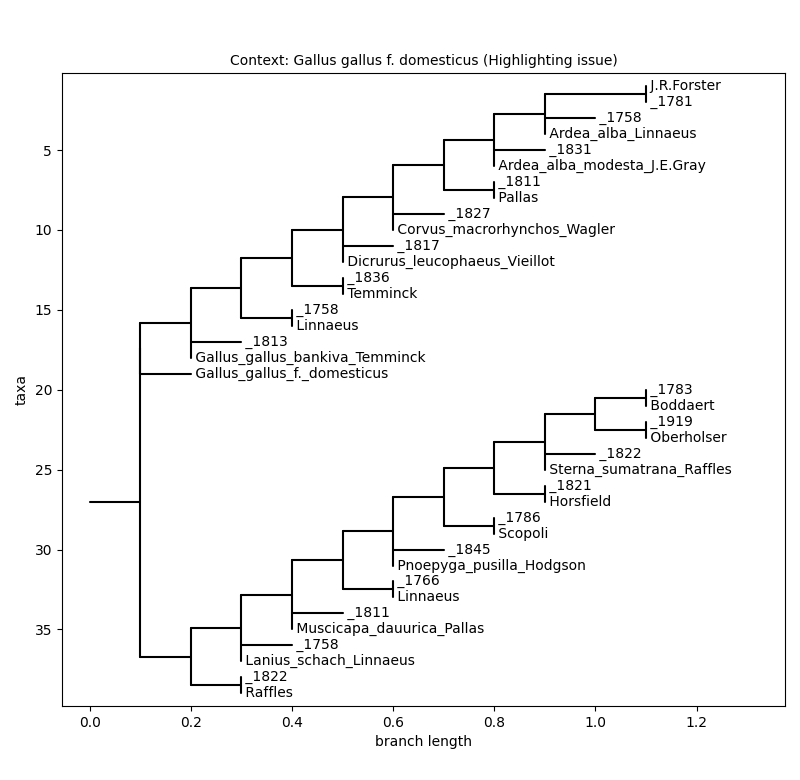 Context: Gallus gallus f. domesticus (Highlighting issue)
J.R.Forster
_1781
_1758
Ardea_alba_Linnaeus
_1831
Ardea_alba_modesta_J.E.Gray
_1811
Pallas
_1827
Corvus_macrorhynchos_Wagler
_1817
Dicrurus_leucophaeus_Vieillot
_1836
Temminck
_1758
Linnaeus
_1813
Gallus_gallus_bankiva_Temminck
Gallus_gallus_f._domesticus
_1783
Boddaert
_1919
Oberholser
_1822
Sterna_sumatrana_Raffles
_1821
Horsfield
_1786
Scopoli
_1845
Pnoepyga_pusilla_Hodgson
_1766
Linnaeus
_1811
Muscicapa_dauurica_Pallas
_1758
Lanius_schach_Linnaeus
_1822
Raffles
5
10
15
20
25
30
35
taxa
0.0 0.2 0.4 0.6 0.8 1.0 1.2
branch length